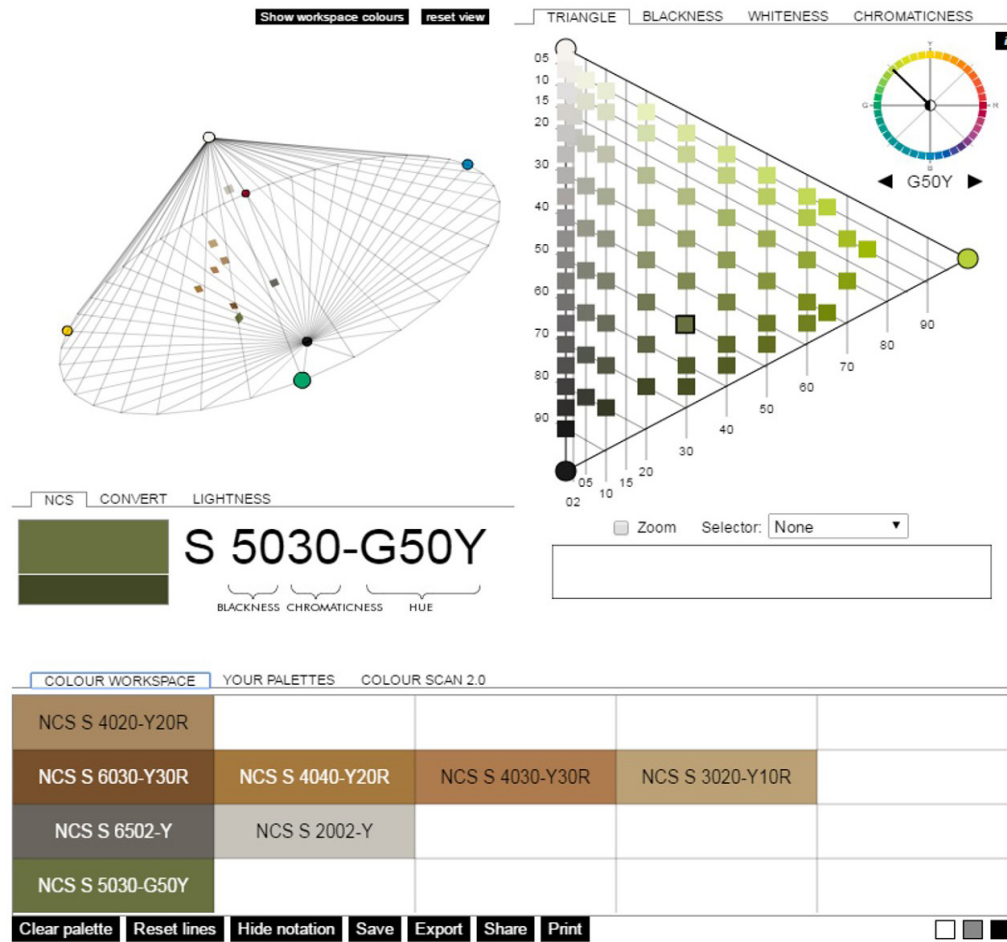 Show workspace colours reset view
TRIANGLE BLACKNESS WHITENESS CHROMATICNESS
i
05
10
15
20
30
40
50
60
70
80
90
02
05
10
15
20
30
40
50
60
70
80
90
Y
G R
B
◀ G50Y ▶
NCS CONVERT LIGHTNESS
S 5030-G50Y
BLACKNESS CHROMATICNESS HUE
Zoom Selector: None
COLOUR WORKSPACE YOUR PALETTES COLOUR SCAN 2.0
NCS S 4020-Y20R
NCS S 6030-Y30R NCS S 4040-Y20R NCS S 4030-Y30R NCS S 3020-Y10R
NCS S 6502-Y NCS S 2002-Y
NCS S 5030-G50Y
Clear palette Reset lines Hide notation Save Export Share Print